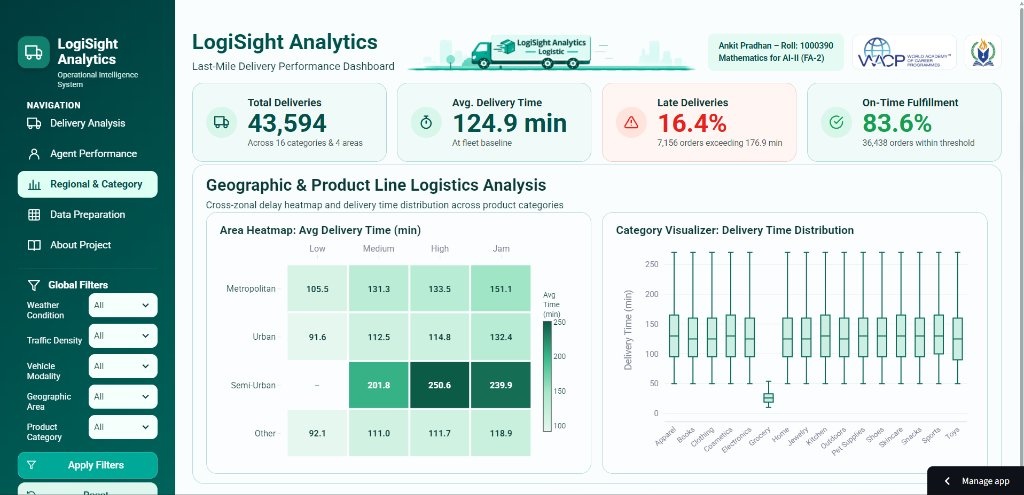 LogiSight
Analytics
Operational Intelligence
System
NAVIGATION
Delivery Analysis
Agent Performance
Regional & Category
Data Preparation
About Project
Global Filters
Weather
Condition
All
Traffic Density
All
Vehicle
Modality
All
Geographic
Area
All
Product
Category
All
Apply Filters
Reset
LogiSight Analytics
Last-Mile Delivery Performance Dashboard
LogiSight Analytics
Logistic
Ankit Pradhan – Roll: 1000390
Mathematics for AI-II (FA-2)
WACP
WORLD ACADEMY
OF CAREER
PROGRAMMES
Total Deliveries
43,594
Across 16 categories & 4 areas
Avg. Delivery Time
124.9 min
At fleet baseline
Late Deliveries
16.4%
7,156 orders exceeding 176.9 min
On-Time Fulfillment
83.6%
36,438 orders within threshold
Geographic & Product Line Logistics Analysis
Cross-zonal delay heatmap and delivery time distribution across product categories
Area Heatmap: Avg Delivery Time (min)
Low Medium High Jam
Metropolitan 105.5 131.3 133.5 151.1
Urban 91.6 112.5 114.8 132.4
Semi-Urban – 201.8 250.6 239.9
Other 92.1 111.0 111.7 118.9
Avg
Time
(min)
250
200
150
100
Category Visualizer: Delivery Time Distribution
Delivery Time (min)
250
200
150
100
50
0
Apparel Books Clothing Cosmetics Electronics Grocery Home Jewelry Kitchen Outdoors Pet Supplies Shoes Skincare Snacks Sports Toys
Manage app